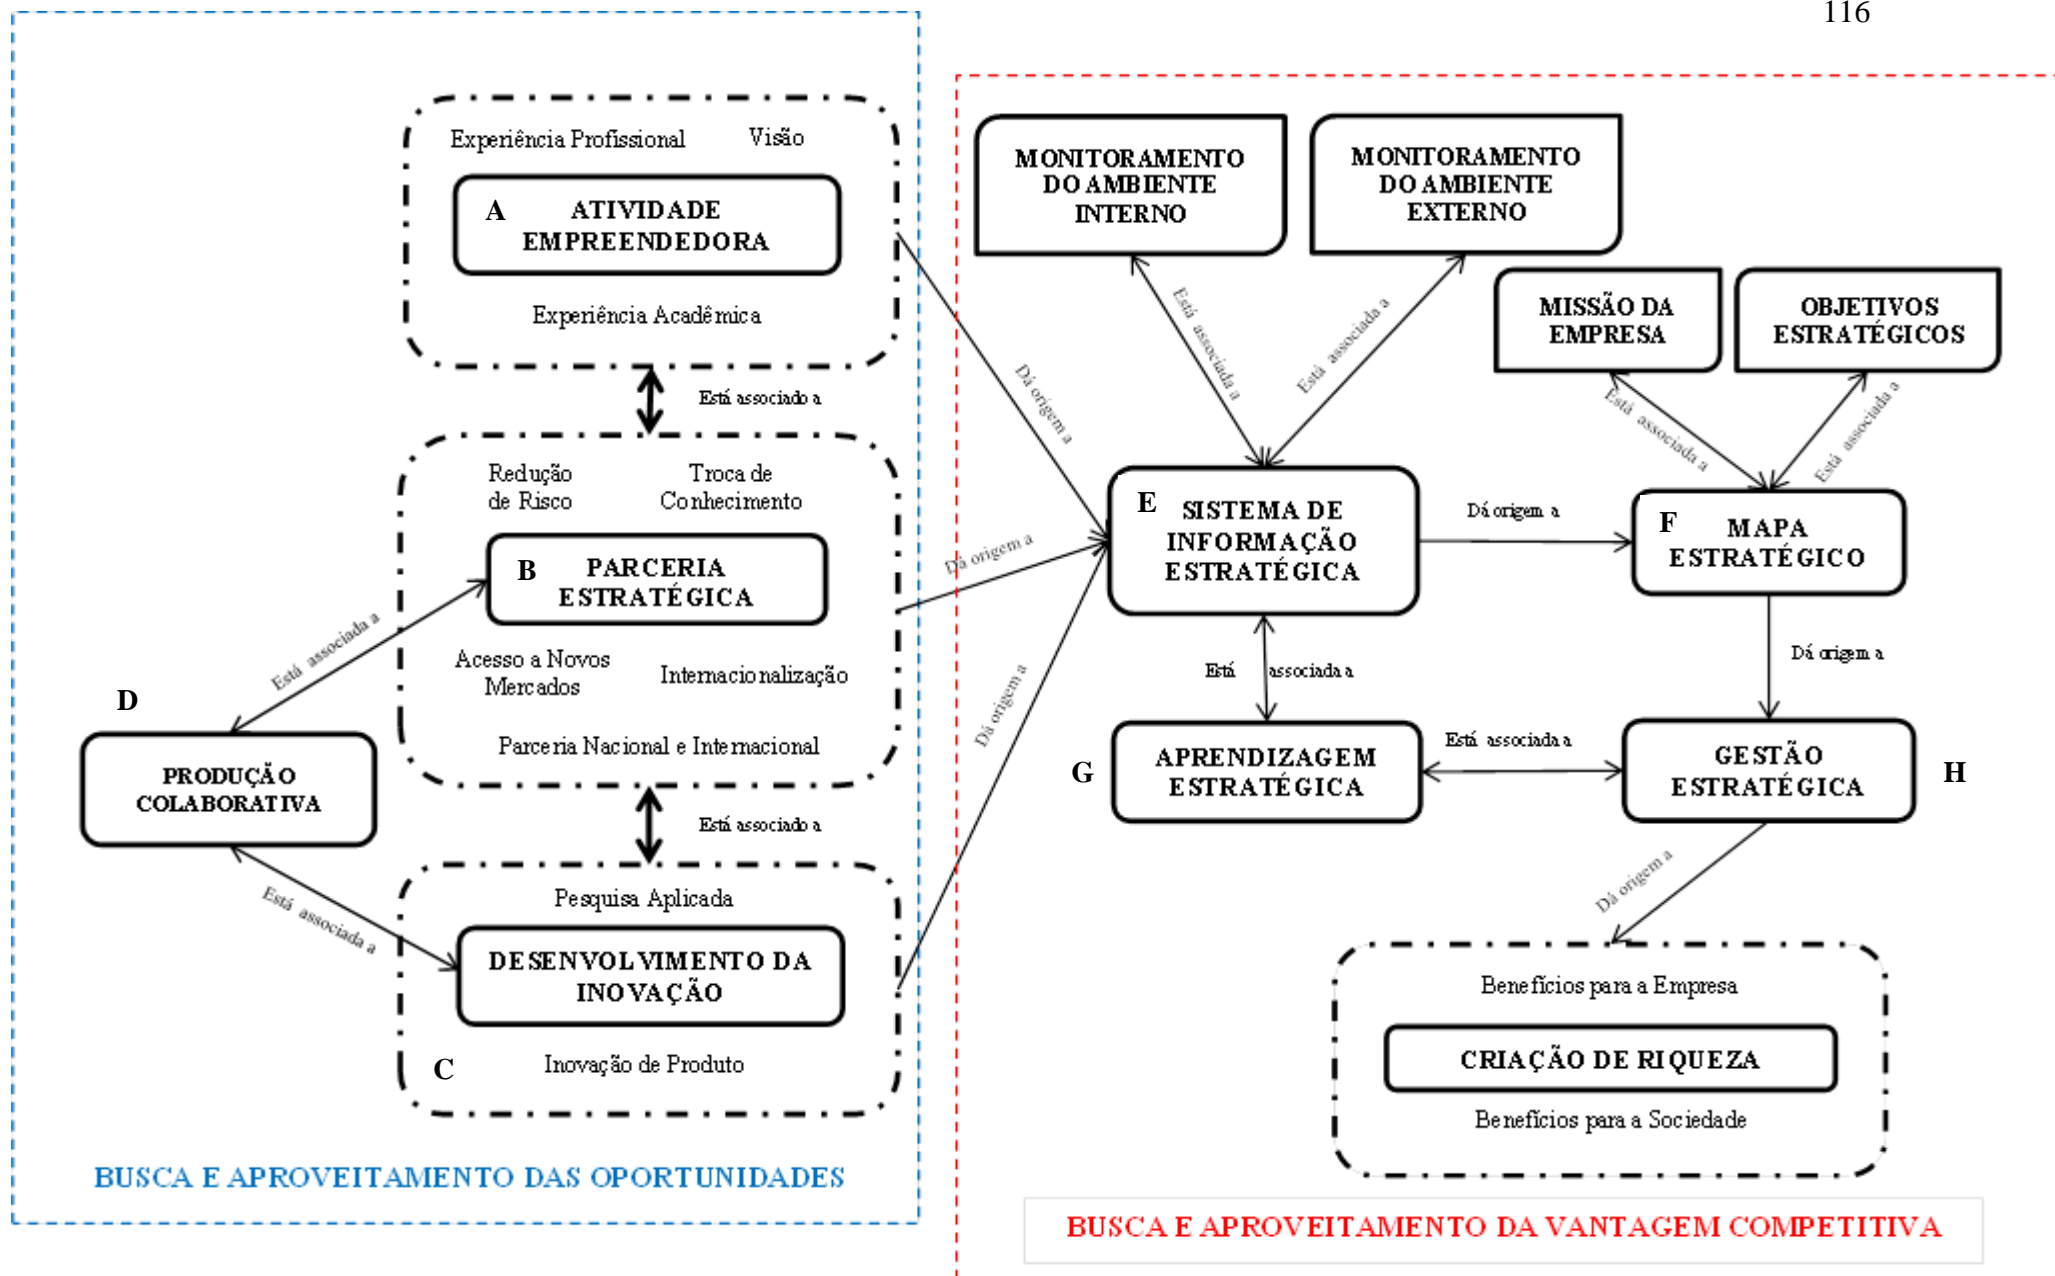 116
Experiência Profissional
Visão
A
ATIVIDADE
EMPREENDEDORA
Experiência Acadêmica
Está associado a
Redução
de Risco
Troca de
Conhecimento
B
PARCERIA
ESTRATÉGICA
Acesso a Novos
Mercados
Internacionalização
Parceria Nacional e Internacional
Está associada a
D
PRODUÇÃO
COLABORATIVA
Está associada a
Está associado a
Pesquisa Aplicada
DESENVOLVIMENTO DA
INOVAÇÃO
C
Inovação de Produto
BUSCA E APROVEITAMENTO DAS OPORTUNIDADES
Dá origem a
Dá origem a
Dá origem a
MONITORAMENTO
DO AMBIENTE
INTERNO
MONITORAMENTO
DO AMBIENTE
EXTERNO
Está associada a
Está associada a
MISSÃO DA
EMPRESA
OBJETIVOS
ESTRATÉGICOS
Está associada a
Está associada a
E
SISTEMA DE
INFORMAÇÃO
ESTRATÉGICA
Dá origem a
F
MAPA
ESTRATÉGICO
Está associada a
Dá origem a
G
APRENDIZAGEM
ESTRATÉGICA
Está associada a
GESTÃO
ESTRATÉGICA
H
Dá origem a
Benefícios para a Empresa
CRIAÇÃO DE RIQUEZA
Benefícios para a Sociedade
BUSCA E APROVEITAMENTO DA VANTAGEM COMPETITIVA